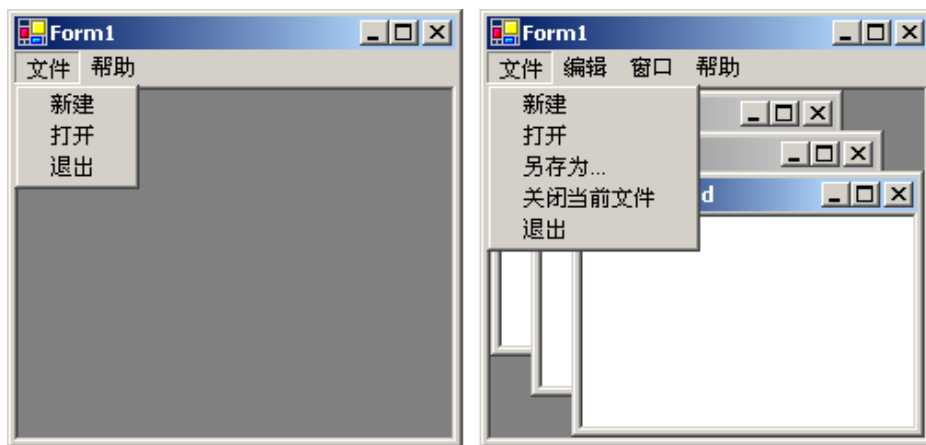 Form1
文件 帮助
新建
打开
退出
Form1
文件 编辑 窗口 帮助
新建
打开
另存为...
关闭当前文件
退出
d